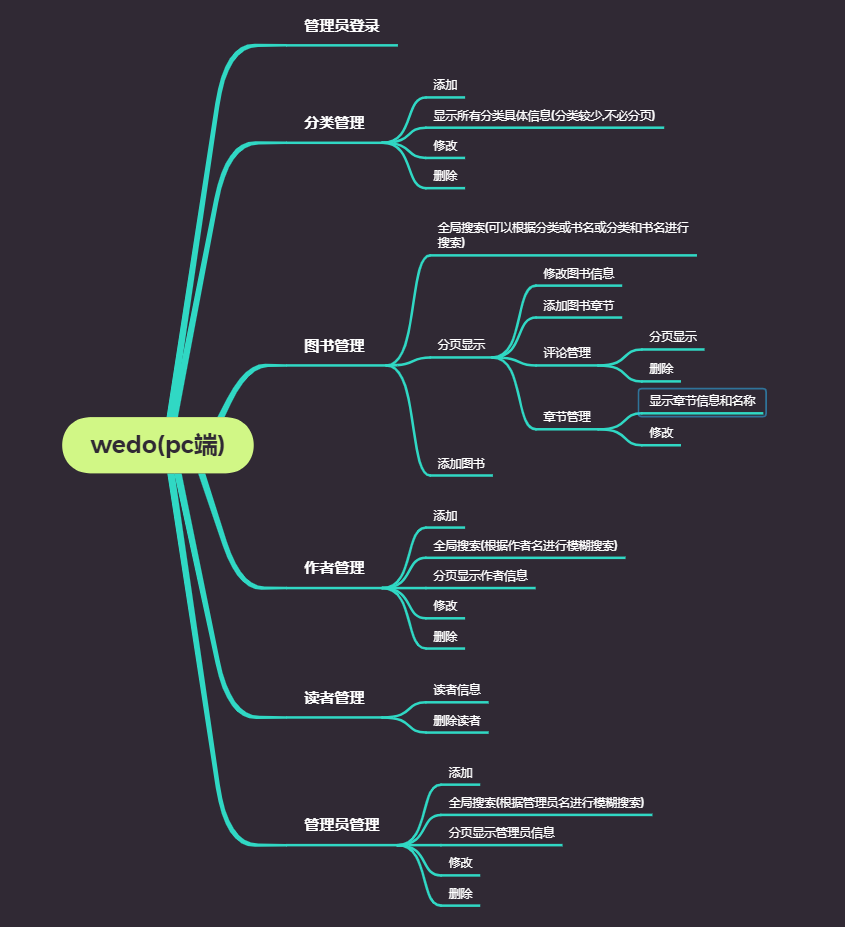 wedo(pc端)
管理员登录
分类管理
添加
显示所有分类具体信息(分类较少,不必分页)
修改
删除
图书管理
全局搜索(可以根据分类或书名或分类和书名进行
搜索)
分页显示
修改图书信息
添加图书章节
评论管理
分页显示
删除
章节管理
显示章节信息和名称
修改
添加图书
作者管理
添加
全局搜索(根据作者名进行模糊搜索)
分页显示作者信息
修改
删除
读者管理
读者信息
删除读者
管理员管理
添加
全局搜索(根据管理员名进行模糊搜索)
分页显示管理员信息
修改
删除